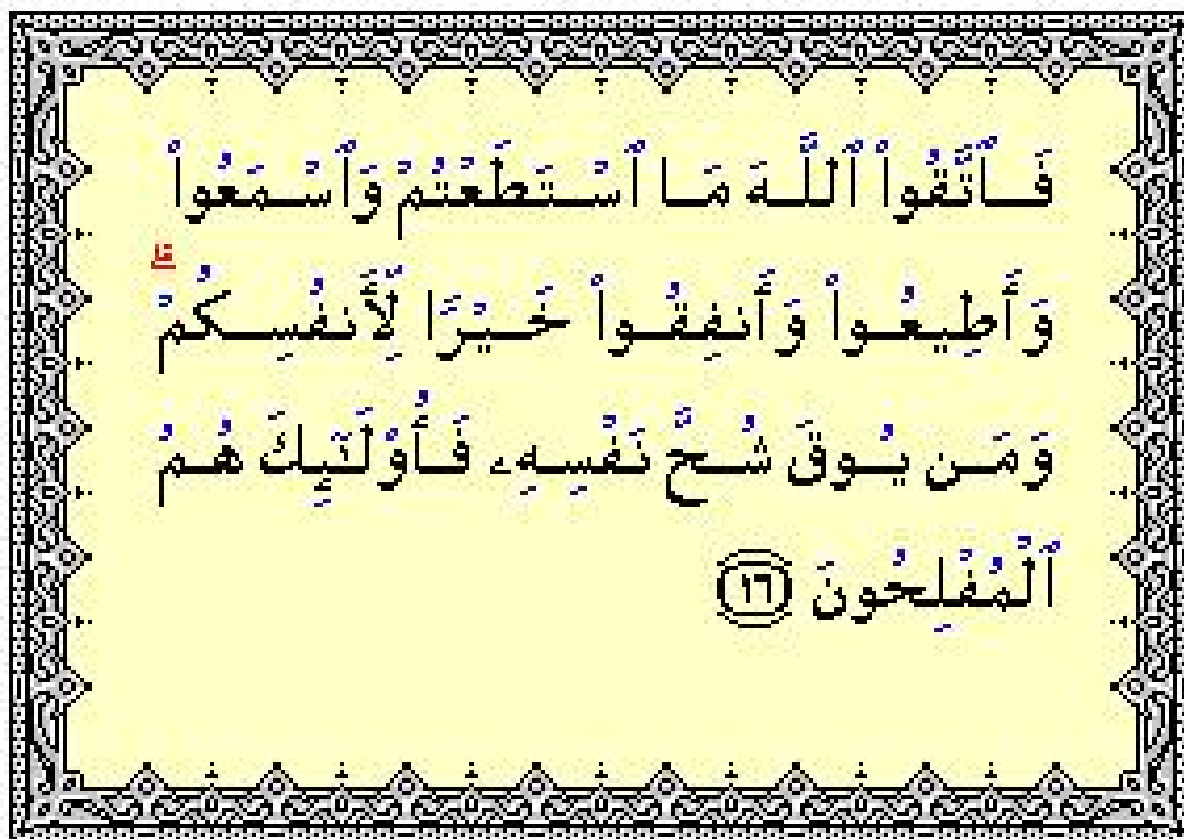 فَٱتَّقُوا۟ ٱللَّهَ مَا ٱسْتَطَعْتُمْ وَٱسْمَعُوا۟
وَأَطِيعُوا۟ وَأَنفِقُوا۟ خَيْرًا لِّأَنفُسِكُمْ ۗ
وَمَن يُوقَ شُحَّ نَفْسِهِۦ فَأُو۟لَـٰٓئِكَ هُمُ
ٱلْمُفْلِحُونَ ١٦